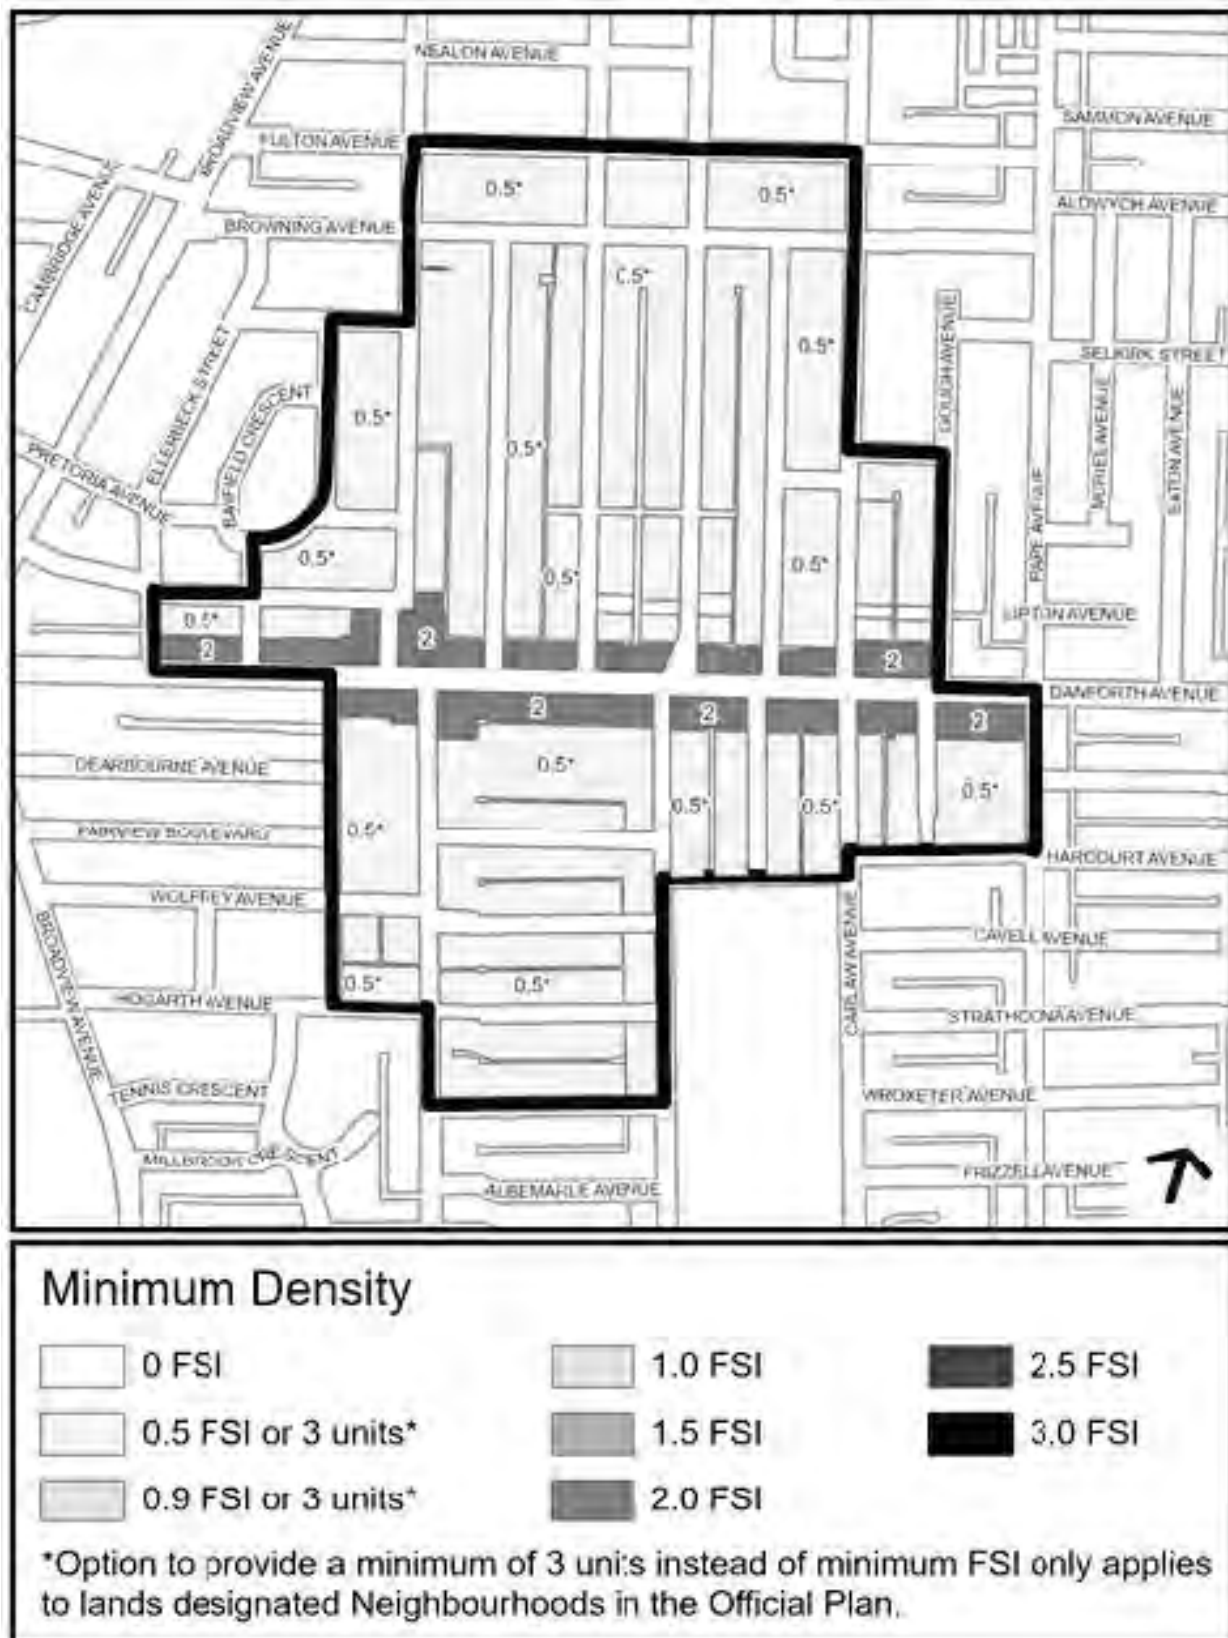 NEALON AVENUE
BROADVIEW AVENUE
FULTON AVENUE
SAMMON AVENUE
CAMBRIDGE AVENUE
0.5*
0.5*
ALDWYCH AVENUE
BROWNING AVENUE
0.5*
GOUGH AVENUE
0.5*
SELKIRK STREET
ELLERBECK STREET
BAIFIELD CRESCENT
0.5*
MURIEL AVENUE
EATON AVENUE
0.5*
PRETORIA AVENUE
PAPE AVENUE
0.5*
0.5*
0.5*
0.5*
LIPTON AVENUE
2
2
2
DANFORTH AVENUE
2
2
2
DEARBOURNE AVENUE
0.5*
0.5*
0.5*
0.5*
0.5*
FAIRVIEW BOULEVARD
HARCOURT AVENUE
WOLFREY AVENUE
BROADVIEW AVENUE
CARLAW AVENUE
CAVELL AVENUE
0.5*
0.5*
HOGARTH AVENUE
STRATHCONA AVENUE
TENNIS CRESCENT
WROXETER AVENUE
MILLBROOK CRESCENT
FRIZZELL AVENUE
ALBEMARLE AVENUE
Minimum Density
0 FSI
1.0 FSI
2.5 FSI
0.5 FSI or 3 units*
1.5 FSI
3.0 FSI
0.9 FSI or 3 units*
2.0 FSI
*Option to provide a minimum of 3 units instead of minimum FSI only applies
to lands designated Neighbourhoods in the Official Plan.